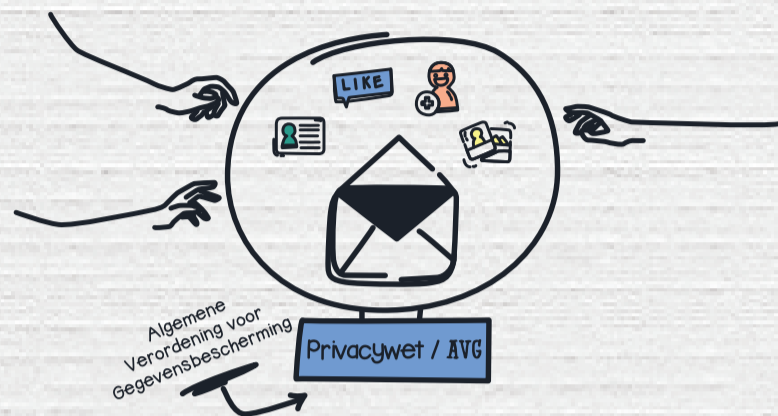 LIKE
Algemene
Verordening voor
Gegevensbescherming
Privacywet / AVG